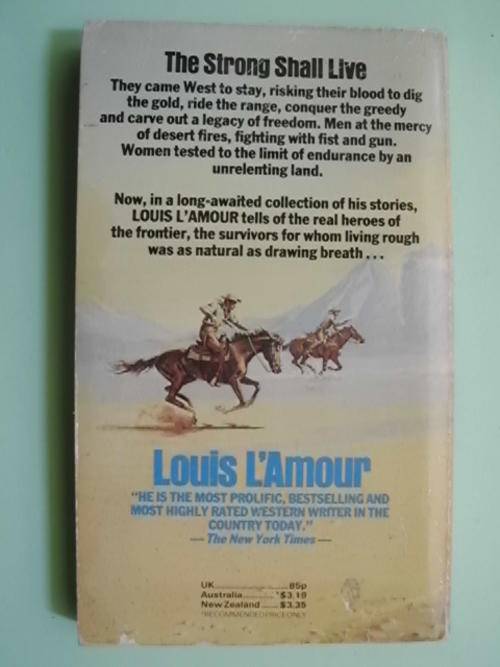 The Strong Shall Live
They came West to stay, risking their blood to dig
the gold, ride the range, conquer the greedy
and carve out a legacy of freedom. Men at the mercy
of desert fires, fighting with fist and gun.
Women tested to the limit of endurance by an
unrelenting land.
Now, in a long-awaited collection of his stories,
LOUIS L'AMOUR tells of the real heroes of
the frontier, the survivors for whom living rough
was as natural as drawing breath...
Louis L'Amour
"HE IS THE MOST PROLIFIC, BESTSELLING AND
MOST HIGHLY RATED WESTERN WRITER IN THE
COUNTRY TODAY."
— The New York Times —
UK 85p
Australia *$3.19
New Zealand $3.35
*RECOMMENDED PRICE ONLY